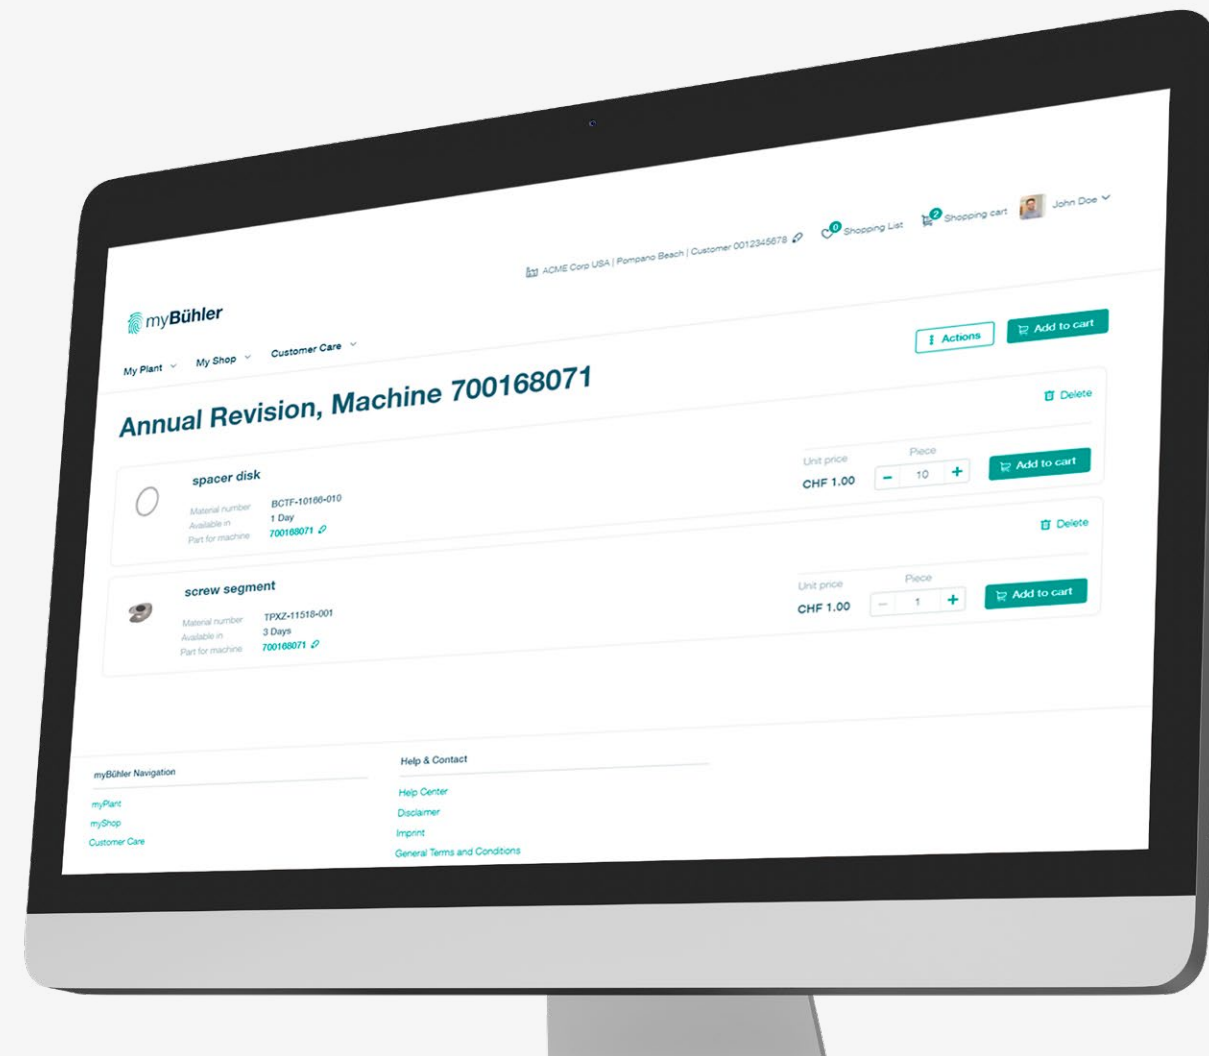 ACME Corp USA | Pompano Beach | Customer 0012345678
0 Shopping List
2 Shopping cart
John Doe
myBühler
My Plant
My Shop
Customer Care
Annual Revision, Machine 700168071
Actions
Add to cart
Delete
spacer disk
Material number BCTF-10166-010
Available in 1 Day
Part for machine 700168071
Unit price
CHF 1.00
Piece
− 10 +
Add to cart
Delete
screw segment
Material number TPXZ-11518-001
Available in 3 Days
Part for machine 700168071
Unit price
CHF 1.00
Piece
− 1 +
Add to cart
myBühler Navigation
myPlant
myShop
Customer Care
Help & Contact
Help Center
Disclaimer
Imprint
General Terms and Conditions